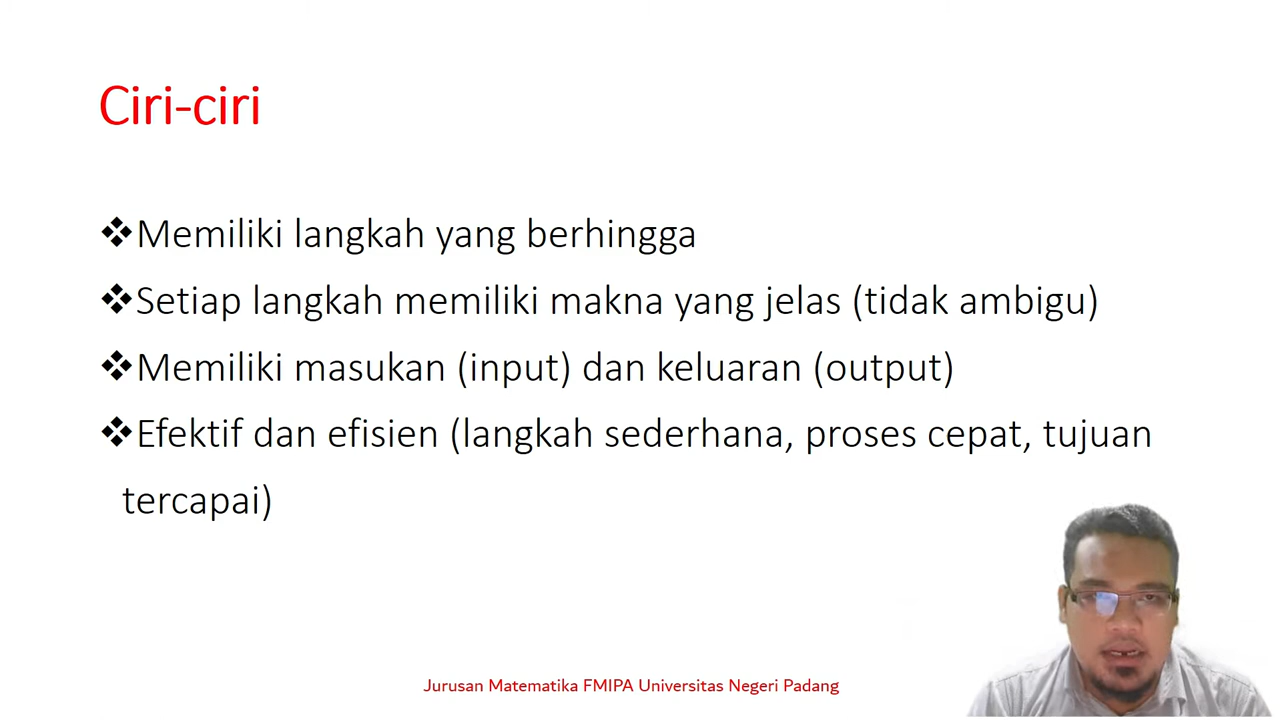 Ciri-ciri
❖Memiliki langkah yang berhingga
❖Setiap langkah memiliki makna yang jelas (tidak ambigu)
❖Memiliki masukan (input) dan keluaran (output)
❖Efektif dan efisien (langkah sederhana, proses cepat, tujuan
tercapai)
Jurusan Matematika FMIPA Universitas Negeri Padang